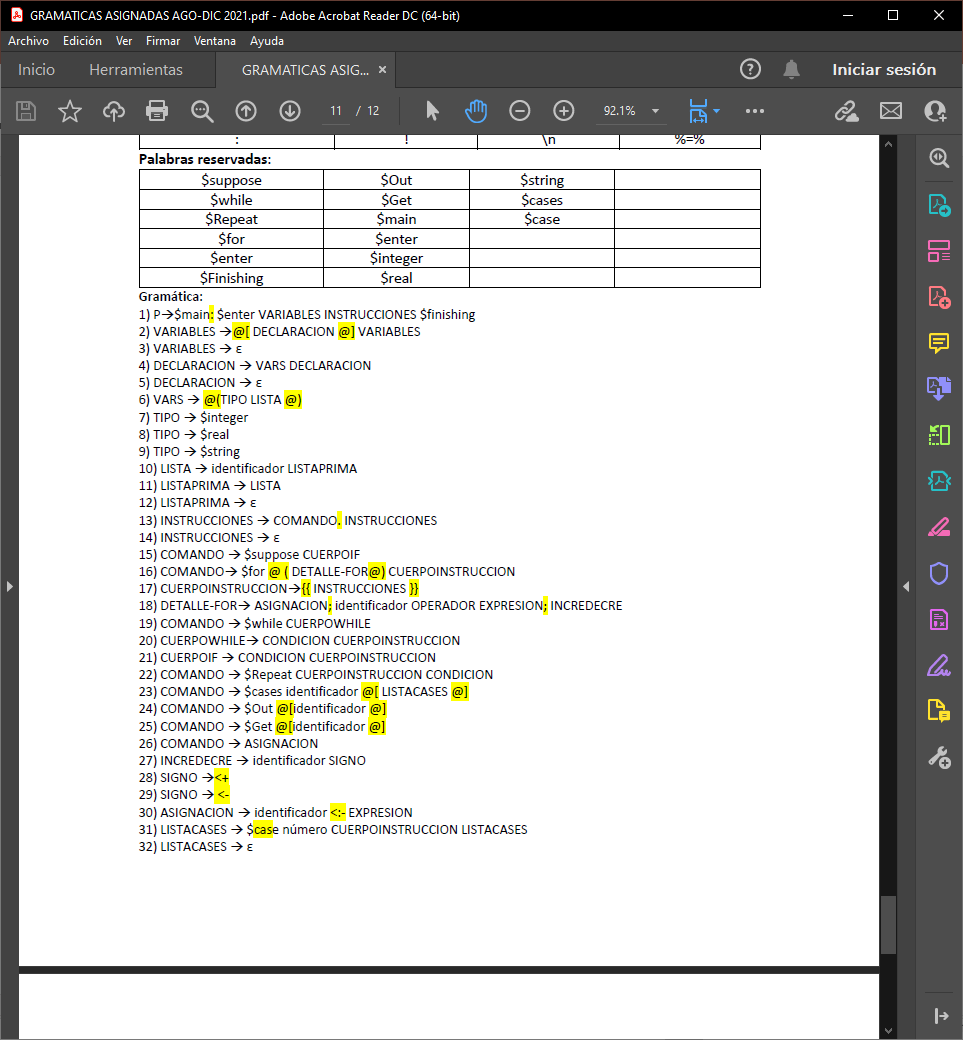 GRAMATICAS ASIGNADAS AGO-DIC 2021.pdf - Adobe Acrobat Reader DC (64-bit)
Archivo Edición Ver Firmar Ventana Ayuda
Inicio Herramientas GRAMATICAS ASIG... × Iniciar sesión
11 / 12 92.1%
: ! \n %=%
Palabras reservadas:
$suppose $Out $string
$while $Get $cases
$Repeat $main $case
$for $enter
$enter $integer
$Finishing $real
Gramática:
1) P→$main: $enter VARIABLES INSTRUCCIONES $finishing
2) VARIABLES →@[ DECLARACION @] VARIABLES
3) VARIABLES → ε
4) DECLARACION → VARS DECLARACION
5) DECLARACION → ε
6) VARS → @(TIPO LISTA @)
7) TIPO → $integer
8) TIPO → $real
9) TIPO → $string
10) LISTA → identificador LISTAPRIMA
11) LISTAPRIMA → LISTA
12) LISTAPRIMA → ε
13) INSTRUCCIONES → COMANDO. INSTRUCCIONES
14) INSTRUCCIONES → ε
15) COMANDO → $suppose CUERPOIF
16) COMANDO→ $for @ ( DETALLE-FOR@) CUERPOINSTRUCCION
17) CUERPOINSTRUCCION→{{ INSTRUCCIONES }}
18) DETALLE-FOR→ ASIGNACION; identificador OPERADOR EXPRESION; INCREDECRE
19) COMANDO → $while CUERPOWHILE
20) CUERPOWHILE→ CONDICION CUERPOINSTRUCCION
21) CUERPOIF → CONDICION CUERPOINSTRUCCION
22) COMANDO → $Repeat CUERPOINSTRUCCION CONDICION
23) COMANDO → $cases identificador @[ LISTACASES @]
24) COMANDO → $Out @[identificador @]
25) COMANDO → $Get @[identificador @]
26) COMANDO → ASIGNACION
27) INCREDECRE → identificador SIGNO
28) SIGNO →<+
29) SIGNO → <-
30) ASIGNACION → identificador <:- EXPRESION
31) LISTACASES → $case número CUERPOINSTRUCCION LISTACASES
32) LISTACASES → ε